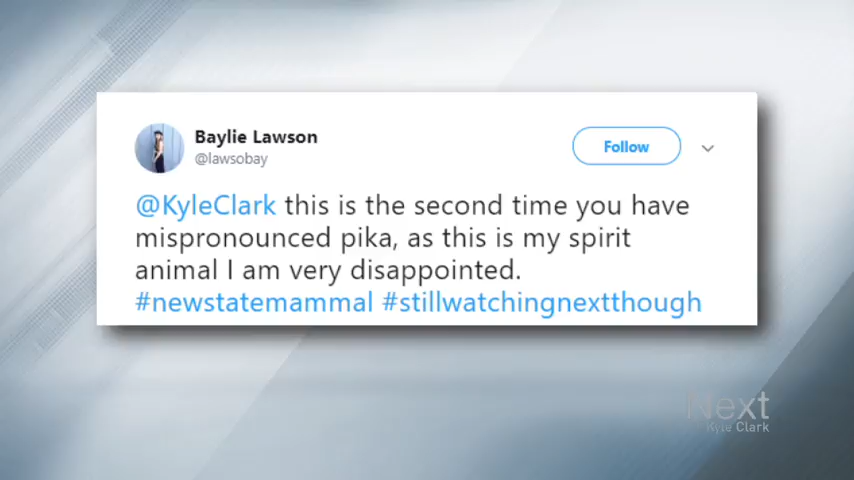 Baylie Lawson
@lawsobay
Follow
@KyleClark this is the second time you have
mispronounced pika, as this is my spirit
animal I am very disappointed.
#newstatemammal #stillwatchingnextthough
Next
Kyle Clark